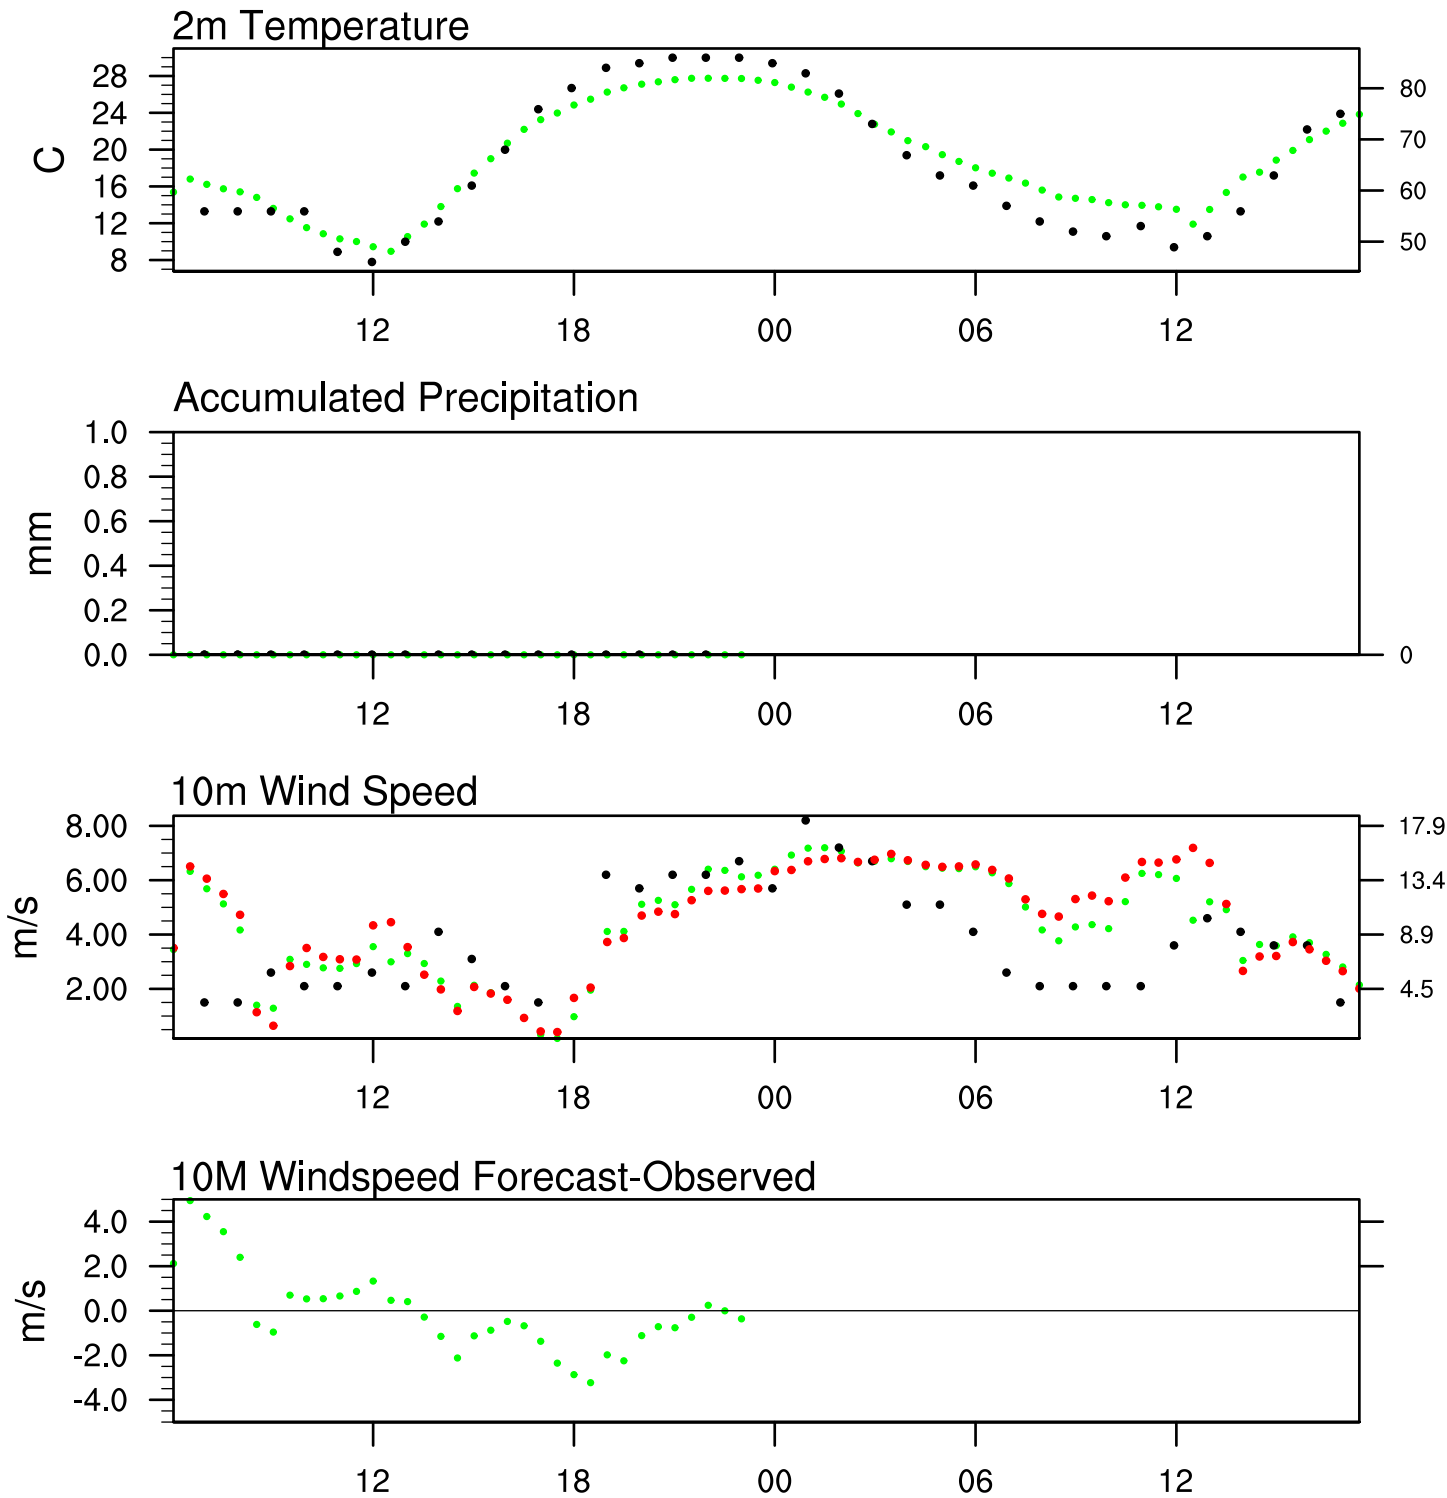 2m Temperature
28
24
20
16
12
8
C
80
70
60
50
12 18 00 06 12
Accumulated Precipitation
1.0
0.8
0.6
0.4
0.2
0.0
mm
0
12 18 00 06 12
10m Wind Speed
8.00
6.00
4.00
2.00
m/s
17.9
13.4
8.9
4.5
12 18 00 06 12
10M Windspeed Forecast-Observed
4.0
2.0
0.0
-2.0
-4.0
m/s
12 18 00 06 12